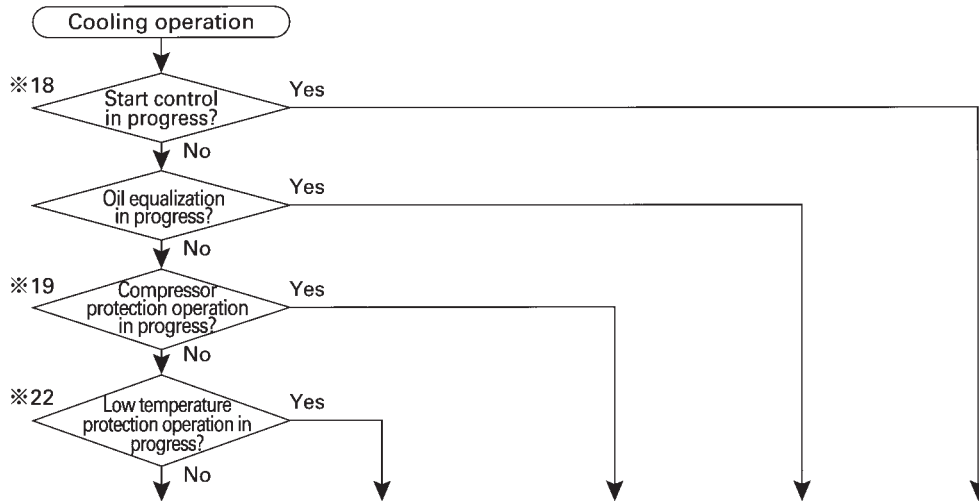 Cooling operation
※18
Start control
in progress?
Yes
No
Oil equalization
in progress?
Yes
No
※19
Compressor
protection operation
in progress?
Yes
No
※22
Low temperature
protection operation in
progress?
Yes
No